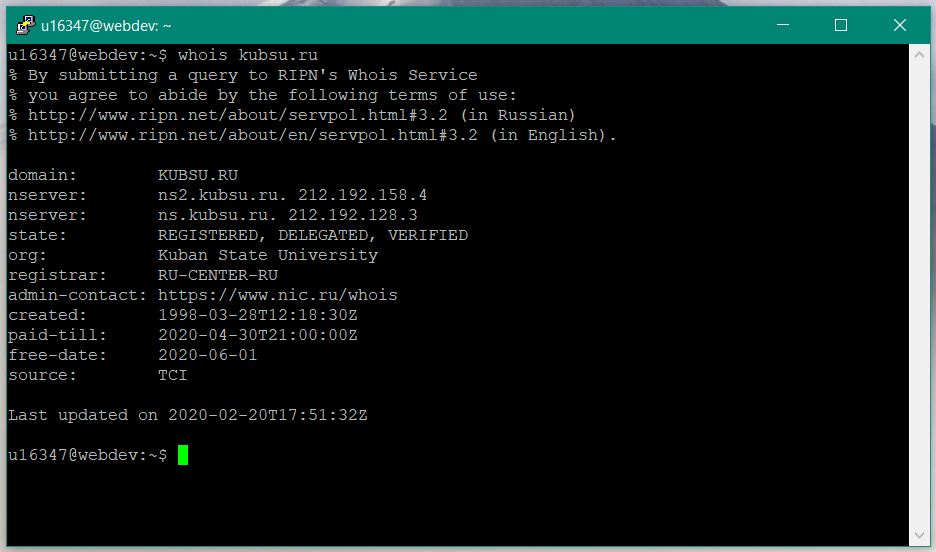 u16347@webdev: ~
u16347@webdev:~$ whois kubsu.ru
% By submitting a query to RIPN's Whois Service
% you agree to abide by the following terms of use:
% http://www.ripn.net/about/servpol.html#3.2 (in Russian)
% http://www.ripn.net/about/en/servpol.html#3.2 (in English).
domain:        KUBSU.RU
nserver:       ns2.kubsu.ru. 212.192.158.4
nserver:       ns.kubsu.ru. 212.192.128.3
state:         REGISTERED, DELEGATED, VERIFIED
org:           Kuban State University
registrar:     RU-CENTER-RU
admin-contact: https://www.nic.ru/whois
created:       1998-03-28T12:18:30Z
paid-till:     2020-04-30T21:00:00Z
free-date:     2020-06-01
source:        TCI
Last updated on 2020-02-20T17:51:32Z
u16347@webdev:~$